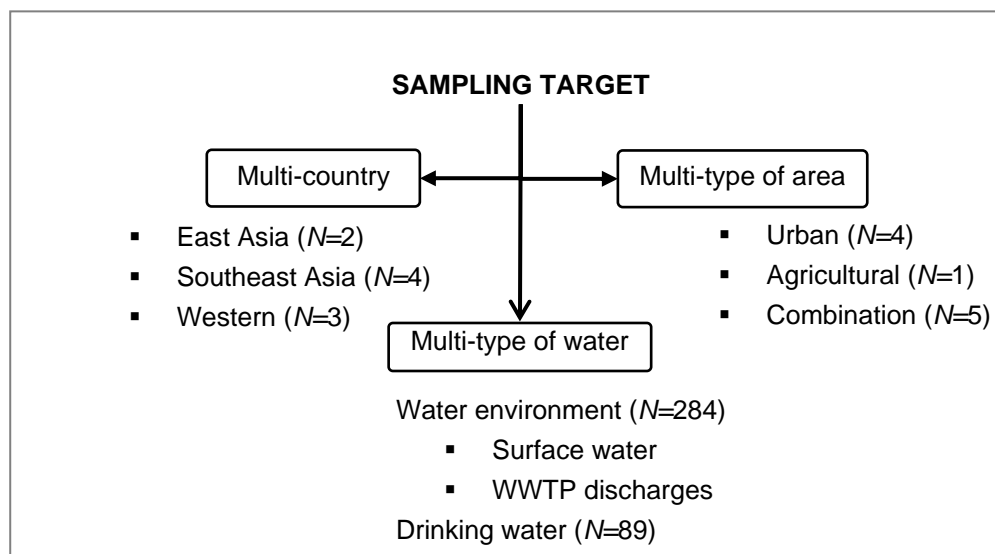 SAMPLING TARGET
Multi-country
Multi-type of area
▪ East Asia (N=2)
▪ Southeast Asia (N=4)
▪ Western (N=3)
▪ Urban (N=4)
▪ Agricultural (N=1)
▪ Combination (N=5)
Multi-type of water
Water environment (N=284)
▪ Surface water
▪ WWTP discharges
Drinking water (N=89)